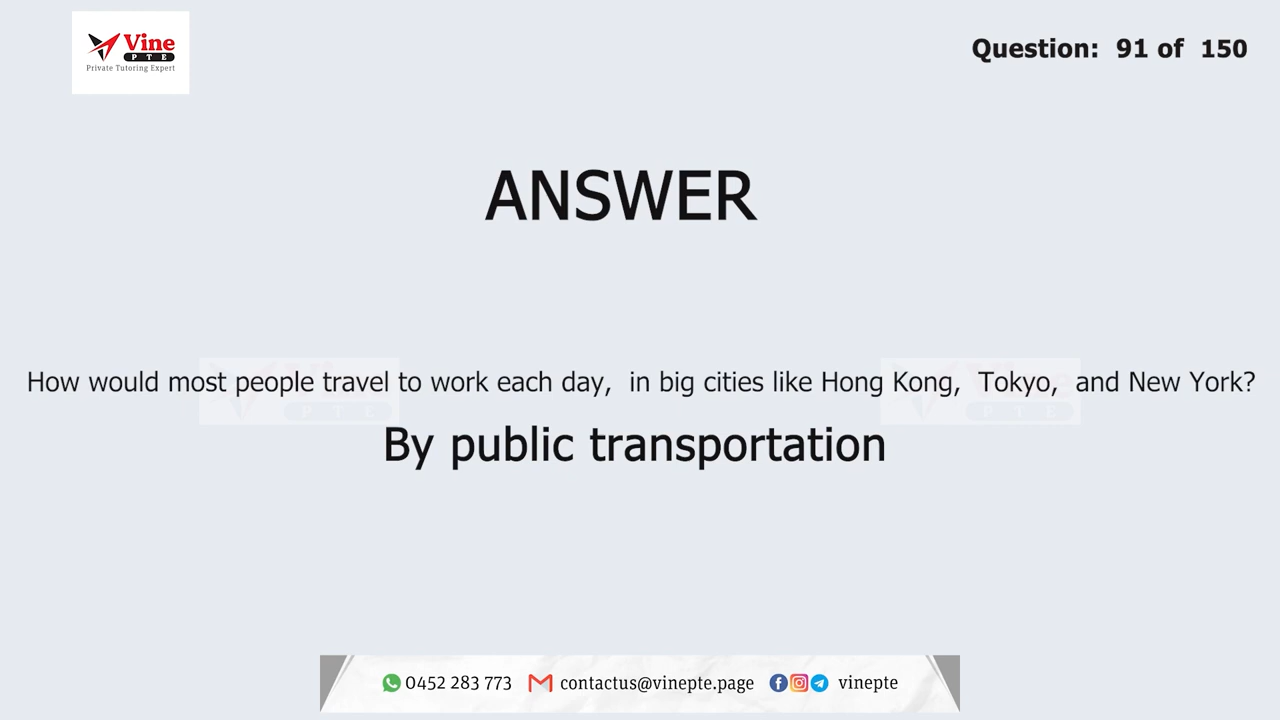 Vine
PTE
Private Tutoring Expert
Question: 91 of 150
ANSWER
How would most people travel to work each day, in big cities like Hong Kong, Tokyo, and New York?
By public transportation
0452 283 773 contactus@vinepte.page vinepte